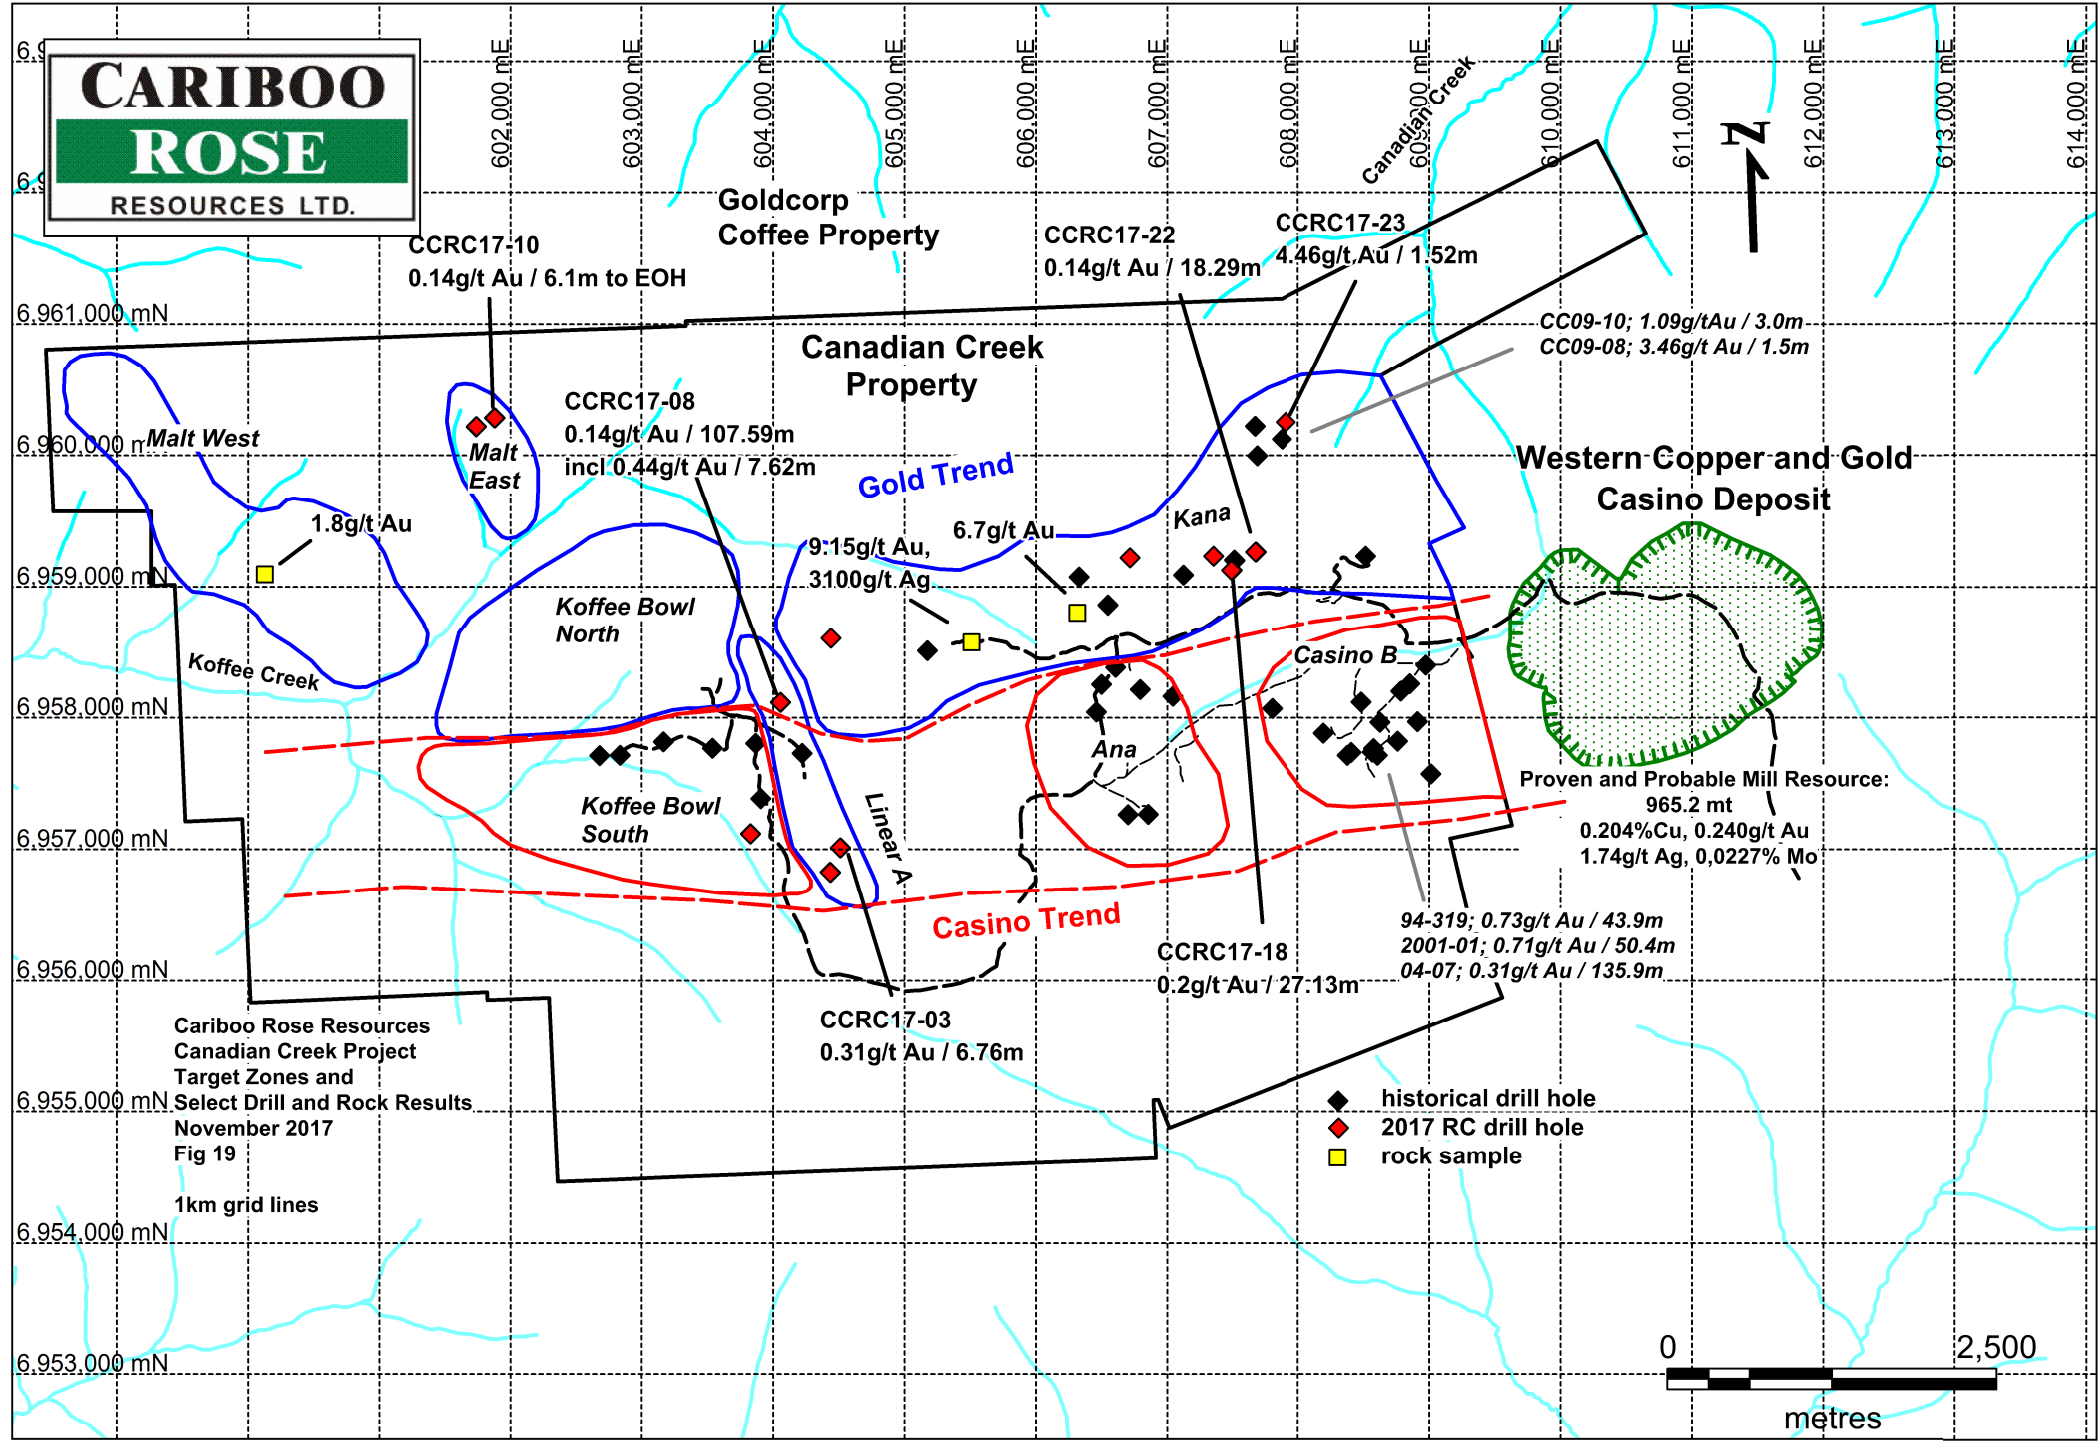 CARIBOO
ROSE
RESOURCES LTD.
602,000 mE
603,000 mE
604,000 mE
605,000 mE
606,000 mE
607,000 mE
608,000 mE
610,000 mE
611,000 mE
612,000 mE
613,000 mE
614,000 mE
Canadian Creek
N
Goldcorp
Coffee Property
CCRC17-10
0.14g/t Au / 6.1m to EOH
CCRC17-22
0.14g/t Au / 18.29m
CCRC17-23
4.46g/t Au / 1.52m
6,961,000 mN
CC09-10; 1.09g/tAu / 3.0m
CC09-08; 3.46g/t Au / 1.5m
Canadian Creek
Property
CCRC17-08
0.14g/t Au / 107.59m
incl 0.44g/t Au / 7.62m
6,960,000 m
Malt West
Malt
East
Gold Trend
Western Copper and Gold
Casino Deposit
Kana
1.8g/t Au
6.7g/t Au
9.15g/t Au,
3100g/t Ag
6,959,000 mN
Koffee Bowl
North
Koffee Creek
Casino B
6,958,000 mN
Ana
Proven and Probable Mill Resource:
965.2 mt
0.204%Cu, 0.240g/t Au
1.74g/t Ag, 0,0227% Mo
Koffee Bowl
South
Linear A
6,957,000 mN
Casino Trend
94-319; 0.73g/t Au / 43.9m
2001-01; 0.71g/t Au / 50.4m
04-07; 0.31g/t Au / 135.9m
CCRC17-18
0.2g/t Au / 27.13m
6,956,000 mN
CCRC17-03
0.31g/t Au / 6.76m
Cariboo Rose Resources
Canadian Creek Project
Target Zones and
Select Drill and Rock Results
November 2017
Fig 19
1km grid lines
6,955,000 mN
historical drill hole
2017 RC drill hole
rock sample
6,954,000 mN
6,953,000 mN
0 2,500
metres